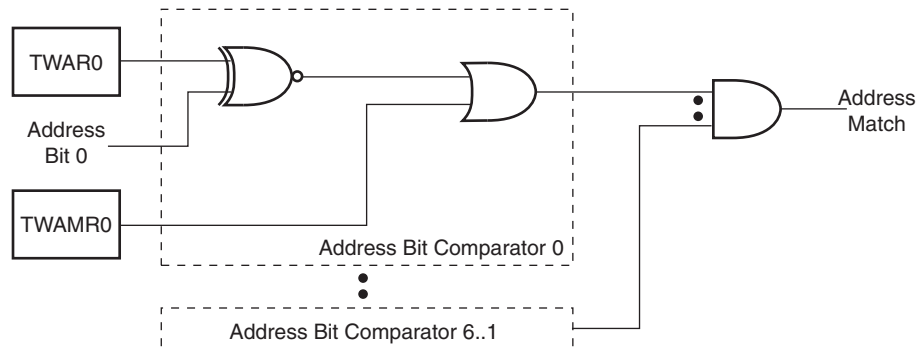 TWAR0
Address
Bit 0
TWAMR0
Address Bit Comparator 0
Address
Match
Address Bit Comparator 6..1